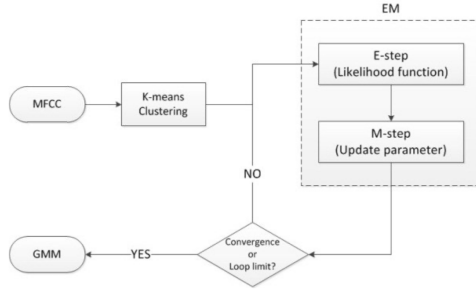 EM
E-step
(Likelihood function)
MFCC
K-means
Clustering
M-step
(Update parameter)
NO
Convergence
or
Loop limit?
YES
GMM